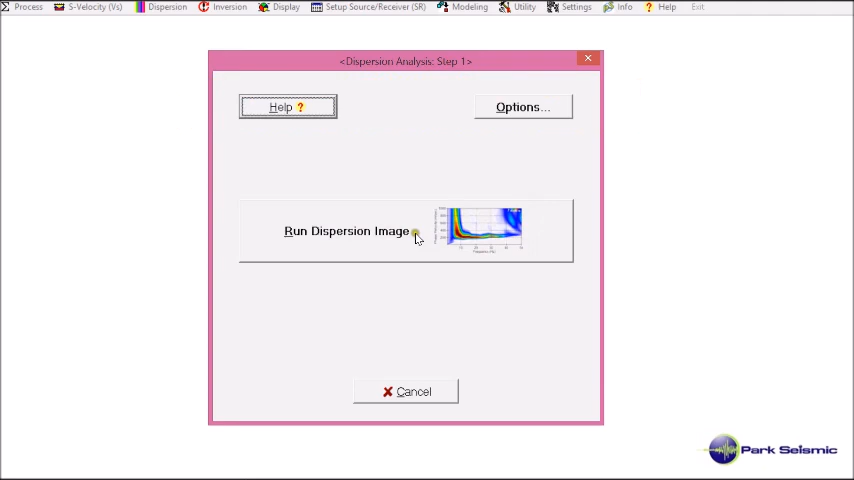 Process S-Velocity (Vs) Dispersion Inversion Display Setup Source/Receiver (SR) Modeling Utility Settings Info Help Exit
<Dispersion Analysis: Step 1>
Help ?
Options...
Run Dispersion Image
Cancel
Park Seismic